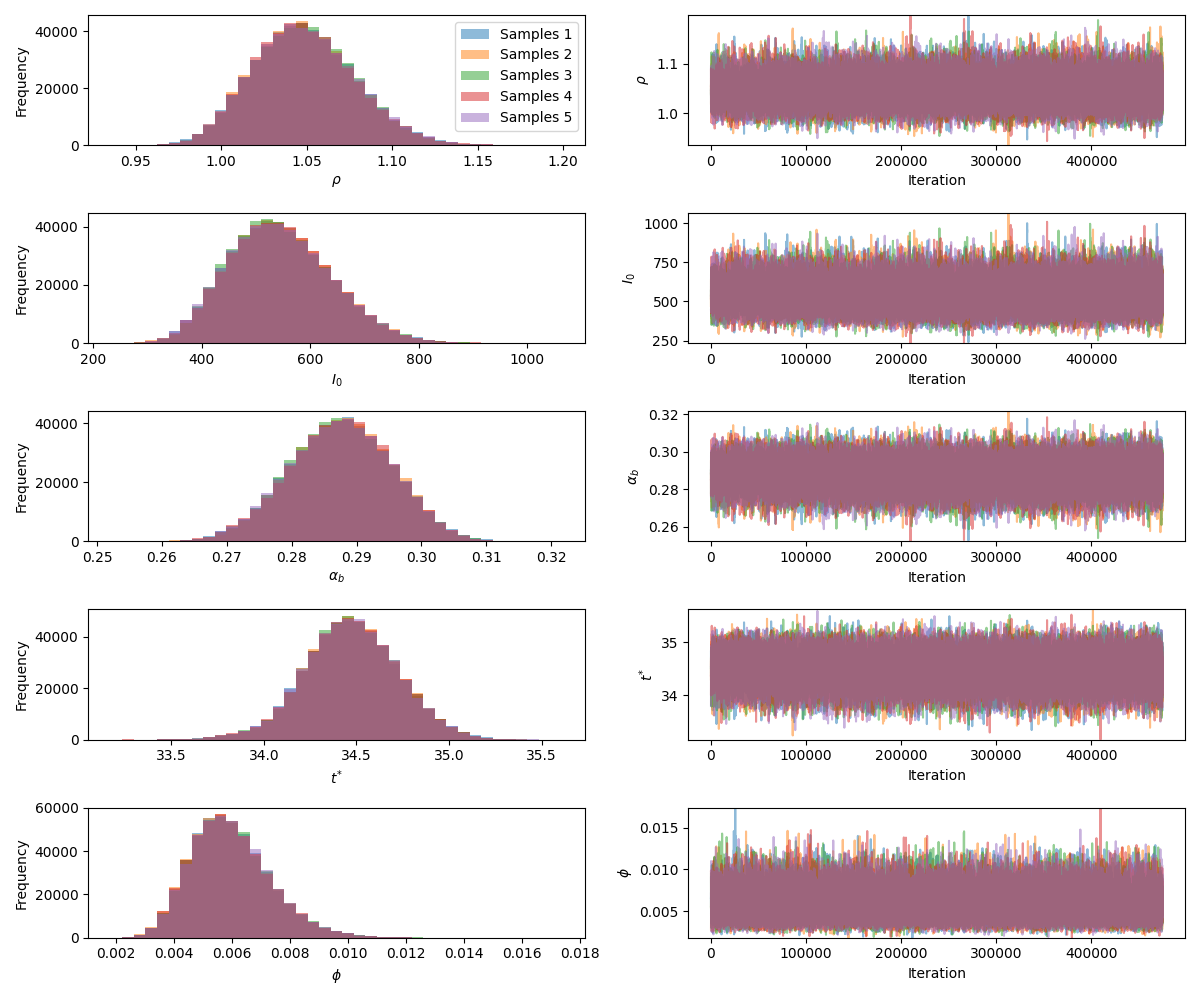 40000
20000
0
Frequency
0.95 1.00 1.05 1.10 1.15 1.20
ρ
Samples 1
Samples 2
Samples 3
Samples 4
Samples 5
1.1
1.0
ρ
0 100000 200000 300000 400000
Iteration
40000
20000
0
Frequency
200 400 600 800 1000
I₀
1000
750
500
250
I₀
0 100000 200000 300000 400000
Iteration
40000
20000
0
Frequency
0.25 0.26 0.27 0.28 0.29 0.30 0.31 0.32
α_b
0.32
0.30
0.28
0.26
α_b
0 100000 200000 300000 400000
Iteration
40000
20000
0
Frequency
33.5 34.0 34.5 35.0 35.5
t*
35
34
t*
0 100000 200000 300000 400000
Iteration
60000
40000
20000
0
Frequency
0.002 0.004 0.006 0.008 0.010 0.012 0.014 0.016 0.018
ϕ
0.015
0.010
0.005
ϕ
0 100000 200000 300000 400000
Iteration